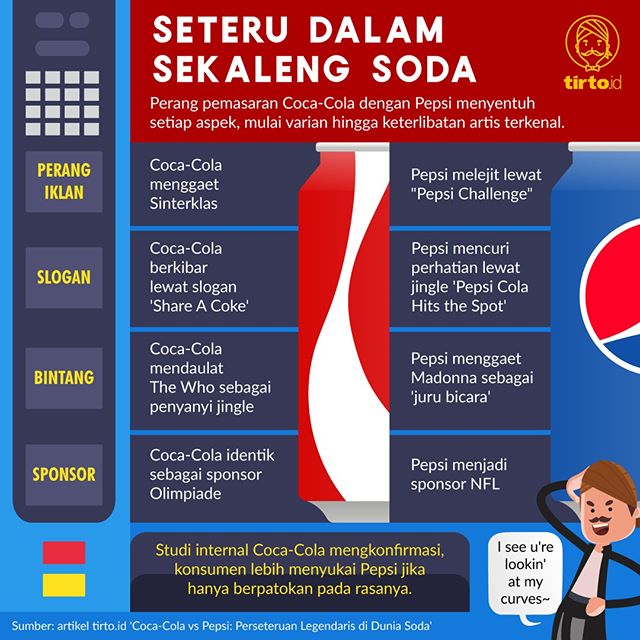 SETERU DALAM
SEKALENG SODA
tirto.id
Perang pemasaran Coca-Cola dengan Pepsi menyentuh
setiap aspek, mulai varian hingga keterlibatan artis terkenal.
PERANG
IKLAN
Coca-Cola
menggaet
Sinterklas
Pepsi melejit lewat
"Pepsi Challenge"
SLOGAN
Coca-Cola
berkibar
lewat slogan
'Share A Coke'
Pepsi mencuri
perhatian lewat
jingle 'Pepsi Cola
Hits the Spot'
BINTANG
Coca-Cola
mendaulat
The Who sebagai
penyanyi jingle
Pepsi menggaet
Madonna sebagai
'juru bicara'
SPONSOR
Coca-Cola identik
sebagai sponsor
Olimpiade
Pepsi menjadi
sponsor NFL
Studi internal Coca-Cola mengkonfirmasi,
konsumen lebih menyukai Pepsi jika
hanya berpatokan pada rasanya.
I see u're
lookin'
at my
curves~
Sumber: artikel tirto.id 'Coca-Cola vs Pepsi: Perseteruan Legendaris di Dunia Soda'